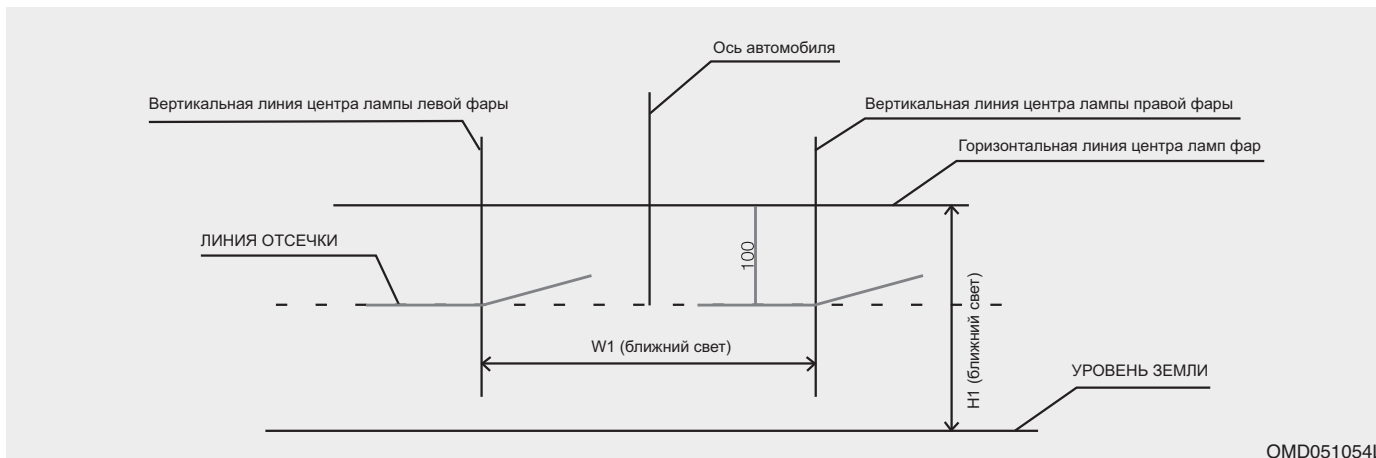 Ось автомобиля
Вертикальная линия центра лампы левой фары
Вертикальная линия центра лампы правой фары
Горизонтальная линия центра ламп фар
ЛИНИЯ ОТСЕЧКИ
100
W1 (ближний свет)
H1 (ближний свет)
УРОВЕНЬ ЗЕМЛИ
OMD051054L